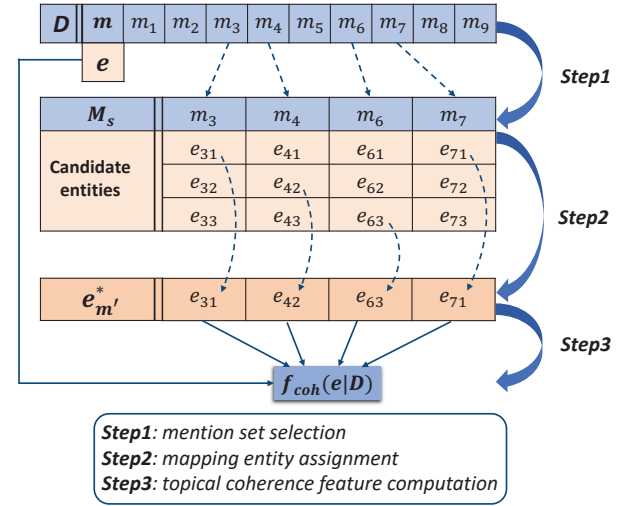 D m m1 m2 m3 m4 m5 m6 m7 m8 m9
e
Step1
Ms m3 m4 m6 m7
Candidate entities
e31 e41 e61 e71
e32 e42 e62 e72
e33 e43 e63 e73
Step2
e*m′ e31 e42 e63 e71
Step3
fcoh(e|D)
Step1: mention set selection
Step2: mapping entity assignment
Step3: topical coherence feature computation